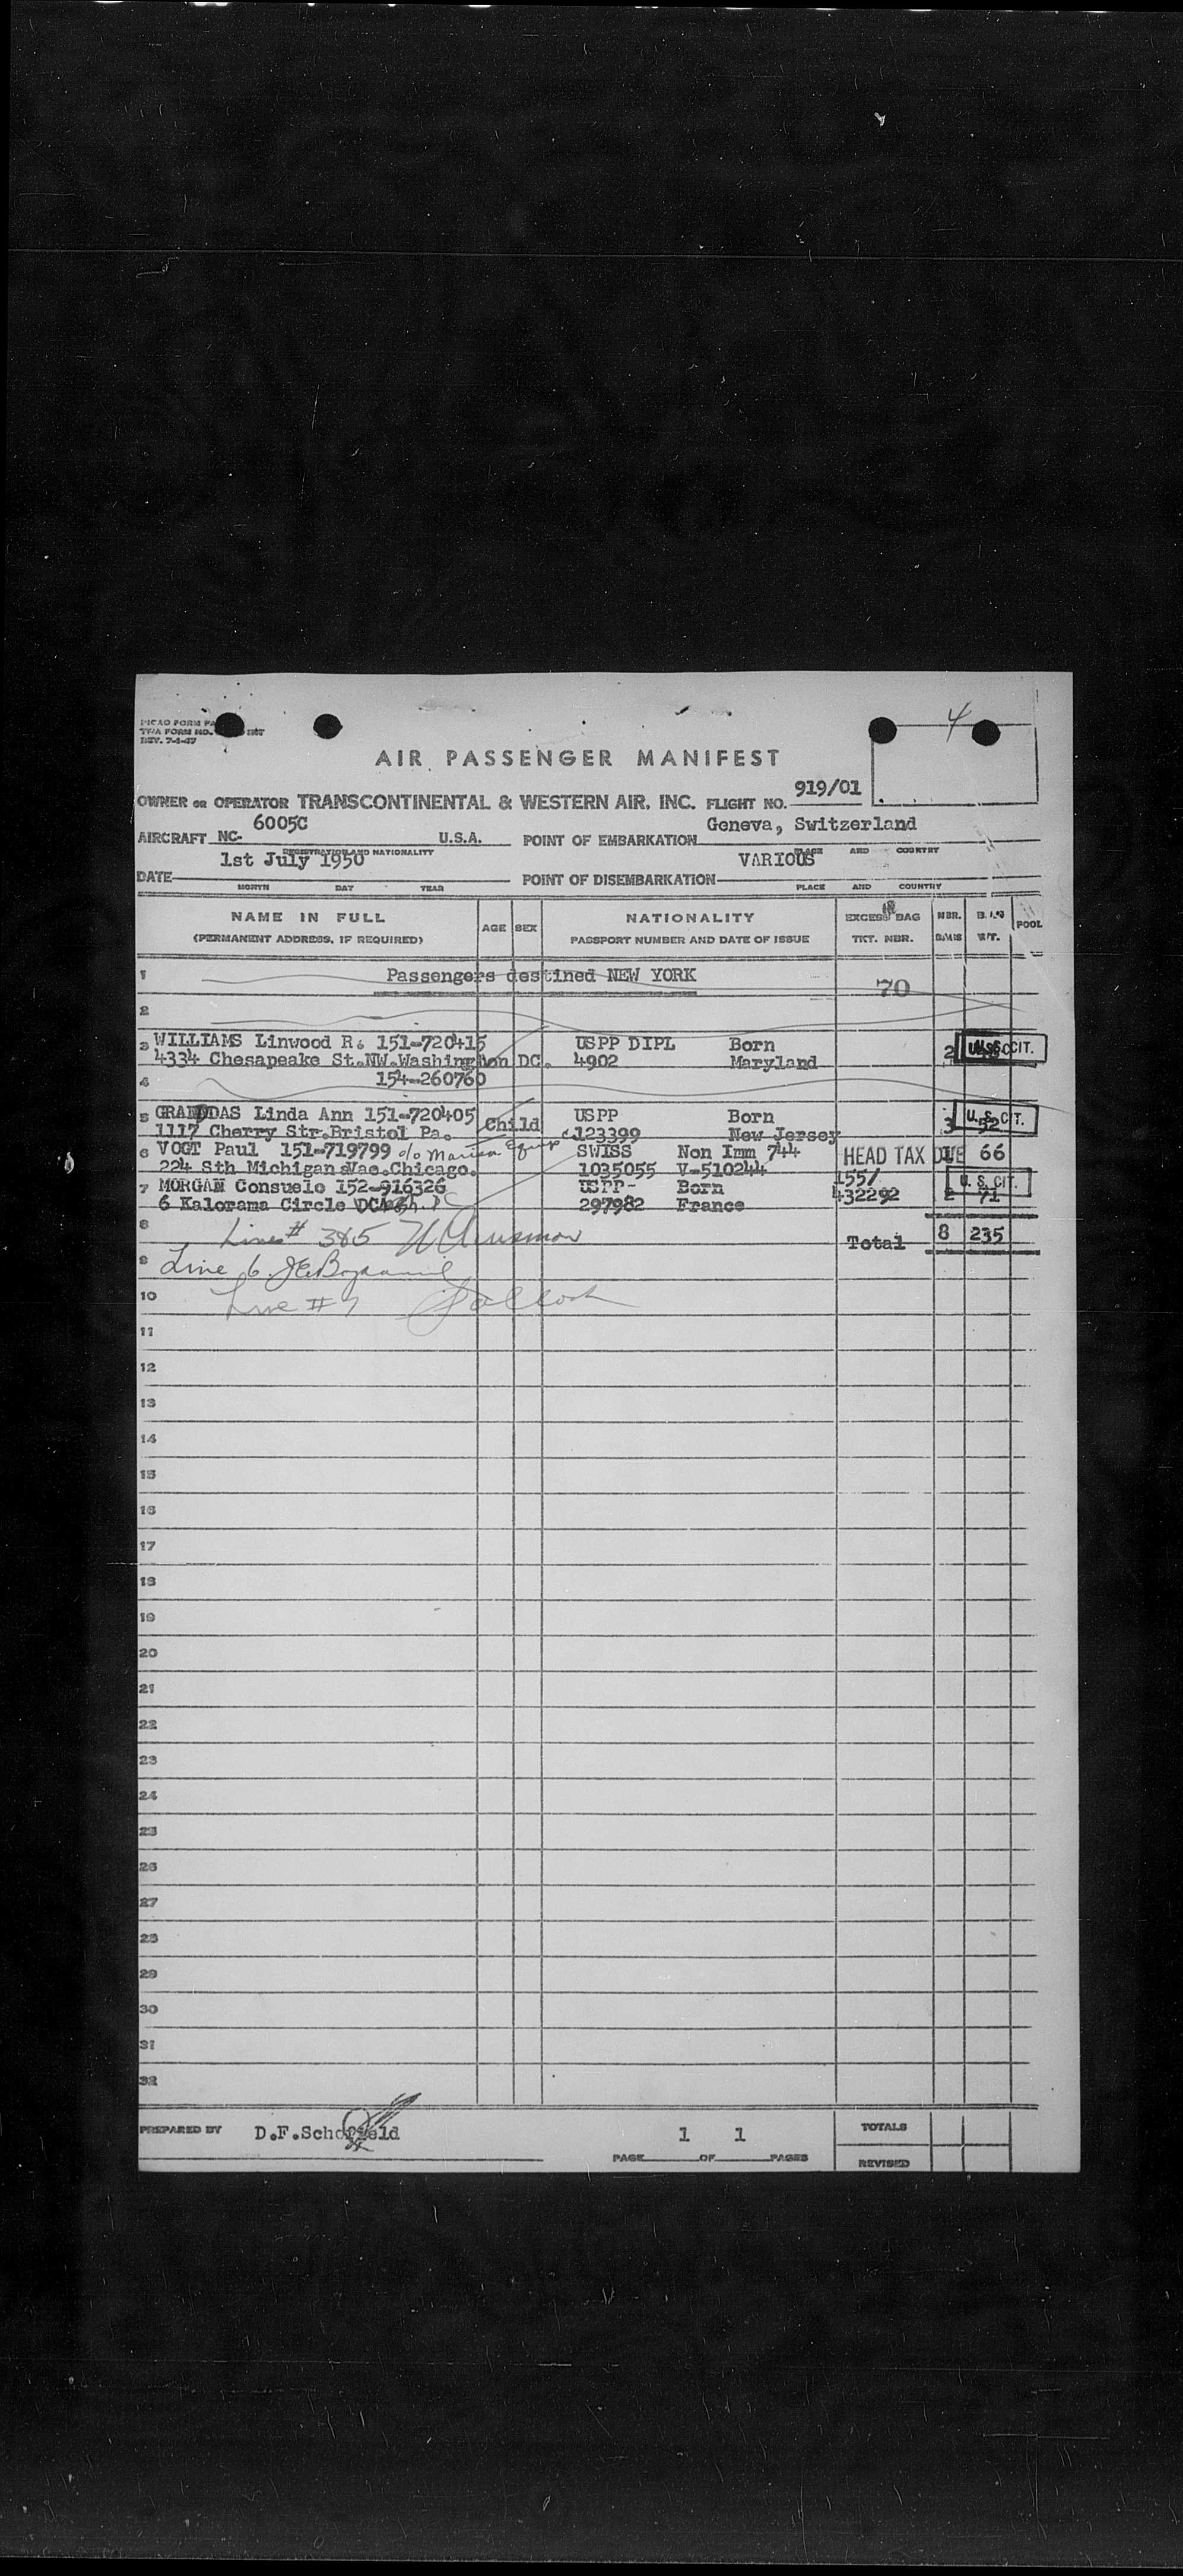 4
AIR PASSENGER MANIFEST
OWNER OR OPERATOR TRANSCONTINENTAL & WESTERN AIR, INC. FLIGHT NO. 919/01
AIRCRAFT NC- 6005C U.S.A. POINT OF EMBARKATION Geneva, Switzerland
REGISTRATION AND NATIONALITY PLACE AND COUNTRY
DATE 1st July 1950 POINT OF DISEMBARKATION VARIOUS
MONTH DAY YEAR PLACE AND COUNTRY
NAME IN FULL AGE SEX NATIONALITY EXCESS BAG NBR. POOL
(PERMANENT ADDRESS, IF REQUIRED) PASSPORT NUMBER AND DATE OF ISSUE TKT. NBR. WT.
1 Passengers destined NEW YORK
70
2
3 WILLIAMS Linwood R. 151-720415 USPP DIPL Born
4334 Chesapeake St.NW.Washington DC. 4902 Maryland 2 U.S. CIT.
4 154-260760
5 GRANDDAS Linda Ann 151-720405 Child USPP Born U. S. CIT.
1117 Cherry Str.Bristol Pa. 123399 New Jersey 3 52
6 VOGT Paul 151-719799 c/o Marison Equip SWISS Non Imm 744 HEAD TAX DUE 66
224 Sth Michigan Vae.Chicago. 1035055 V-510244
7 MORGAN Consuelo 152-916326 USPP- Born 155/ U. S. CIT.
6 Kalorama Circle DC 297982 France 432292 2 71
8 Lines # 3&5
Total 8 235
9 Line 6
10 Line # 7
11
12
13
14
15
16
17
18
19
20
21
22
23
24
25
26
27
28
29
30
31
32
PREPARED BY D.F.Schofield PAGE 1 OF 1 PAGES TOTALS
REVISED